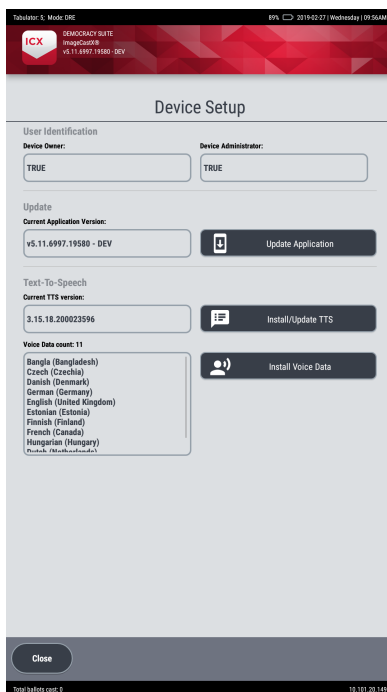 Tabulator: 5; Mode: DRE
89% 2019-02-27 | Wednesday | 09:56AM
ICX
DEMOCRACY SUITE
ImageCastX®
v5.11.6997.19580 - DEV
Device Setup
User Identification
Device Owner:
Device Administrator:
TRUE
TRUE
Update
Current Application Version:
v5.11.6997.19580 - DEV
Update Application
Text-To-Speech
Current TTS version:
3.15.18.200023596
Install/Update TTS
Voice Data count: 11
Install Voice Data
Bangla (Bangladesh)
Czech (Czechia)
Danish (Denmark)
German (Germany)
English (United Kingdom)
Estonian (Estonia)
Finnish (Finland)
French (Canada)
Hungarian (Hungary)
Dutch (Netherlands)
Close
Total ballots cast: 0
10.101.20.149